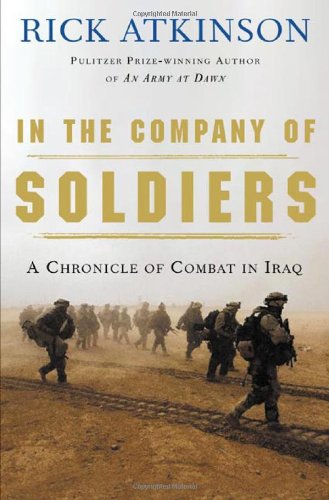 RICK ATKINSON
PULITZER PRIZE-WINNING AUTHOR
OF AN ARMY AT DAWN
IN THE COMPANY OF
SOLDIERS
A CHRONICLE OF COMBAT IN IRAQ